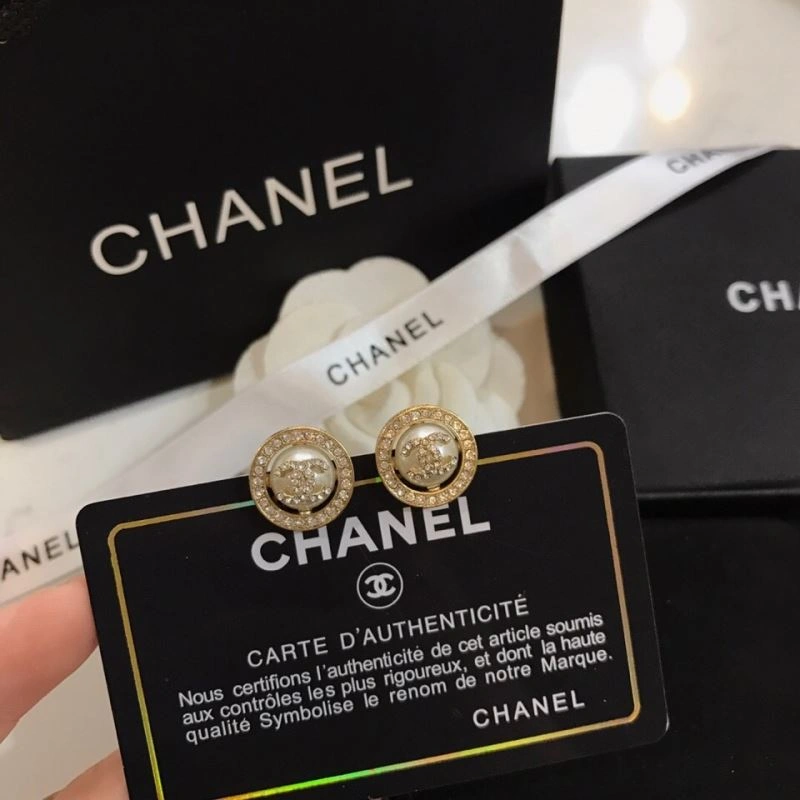 CHANEL
CHANEL
CHA
CHANEL
ANEL
CHANEL
CARTE D'AUTHENTICITÉ
Nous certifions l'authenticité de cet article soumis
aux contrôles les plus rigoureux, et dont la haute
qualité Symbolise le renom de notre Marque.
CHANEL